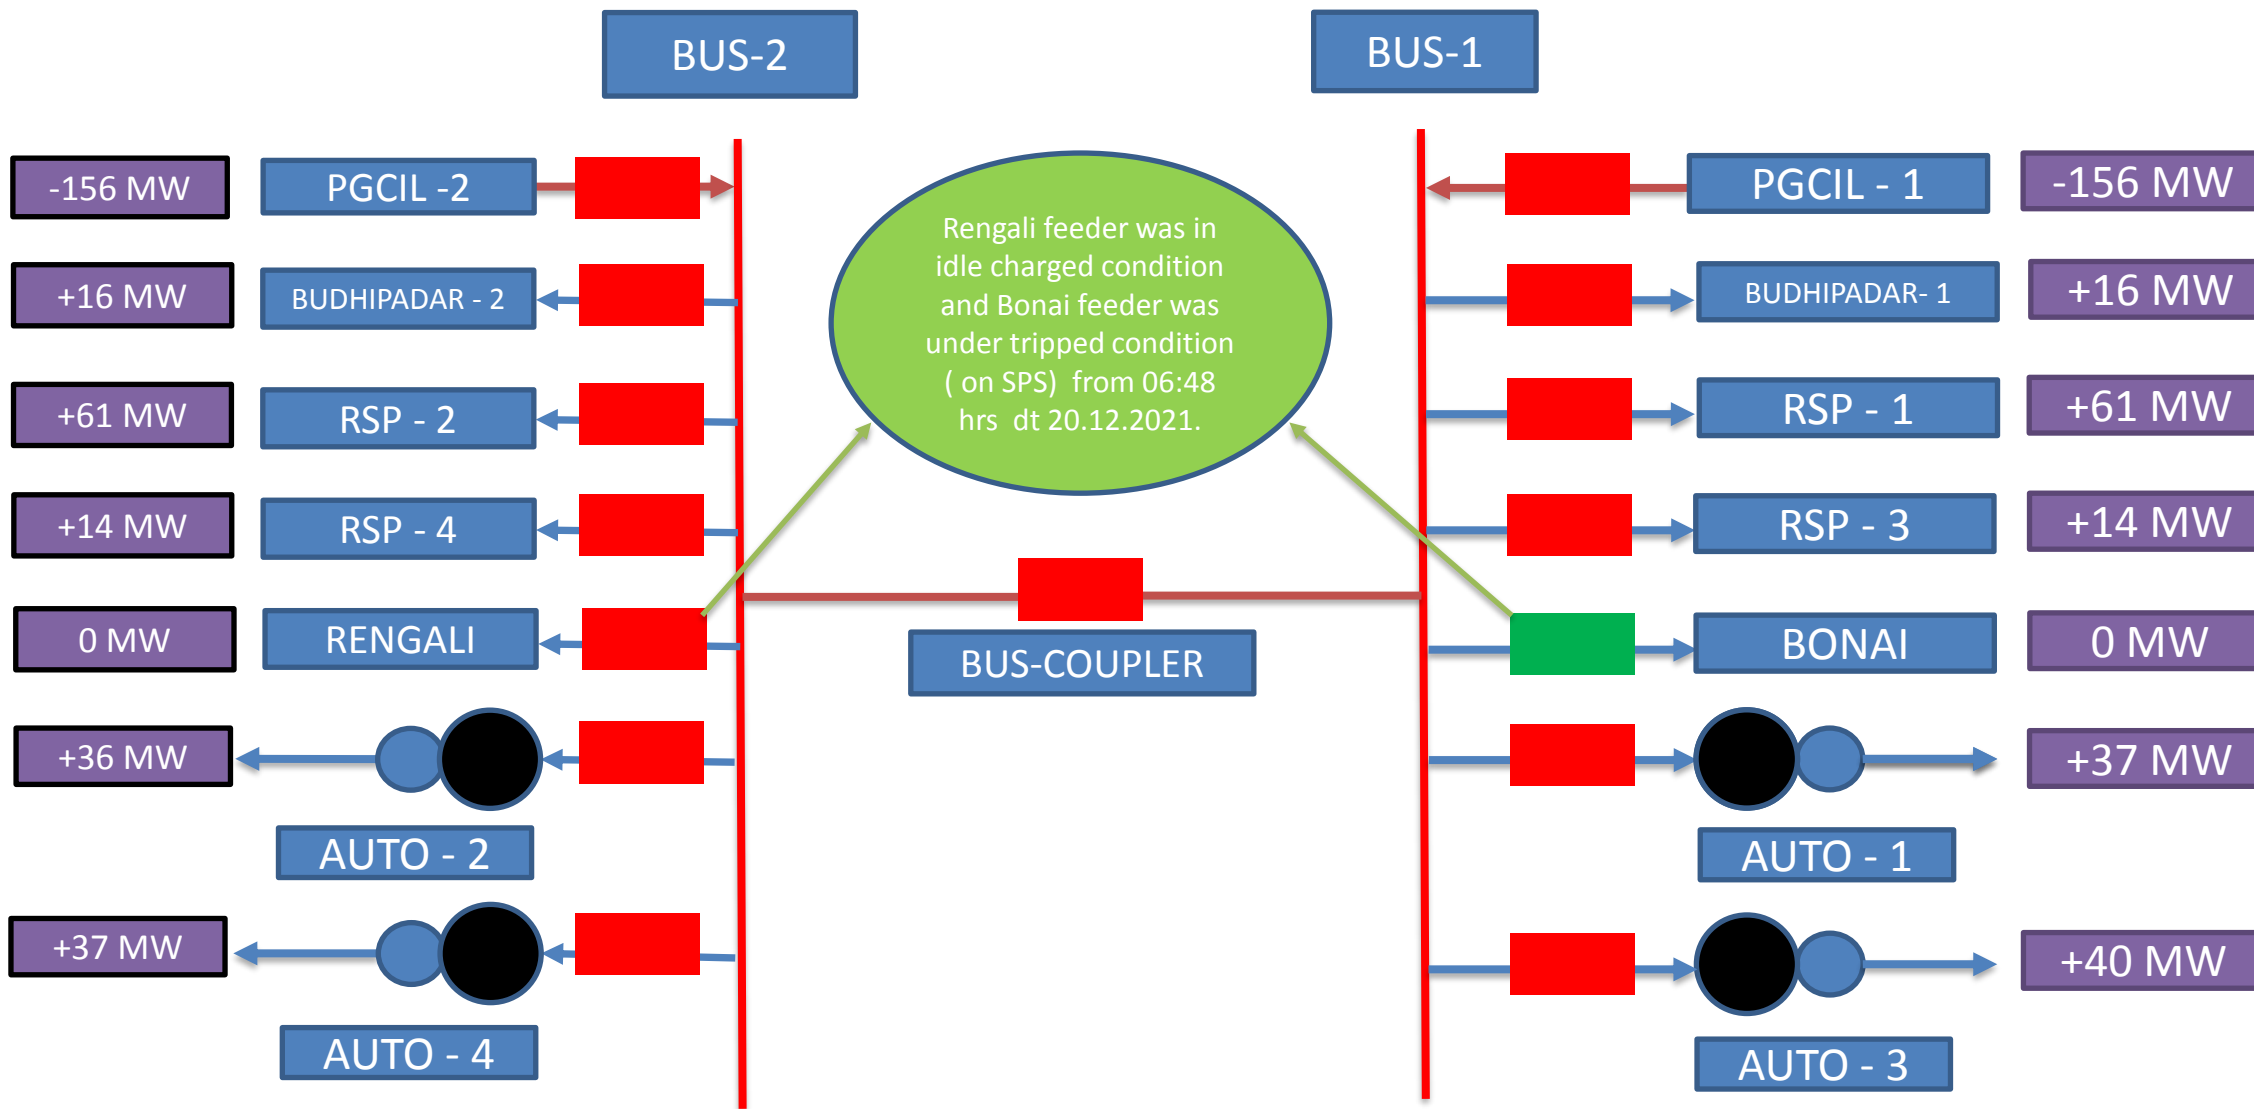 BUS-2
BUS-1
-156 MW
PGCIL -2
PGCIL - 1
-156 MW
+16 MW
BUDHIPADAR - 2
BUDHIPADAR- 1
+16 MW
+61 MW
RSP - 2
RSP - 1
+61 MW
+14 MW
RSP - 4
RSP - 3
+14 MW
Rengali feeder was in
idle charged condition
and Bonai feeder was
under tripped condition
( on SPS)  from 06:48
hrs  dt 20.12.2021.
0 MW
RENGALI
BUS-COUPLER
BONAI
0 MW
+36 MW
AUTO - 2
+37 MW
AUTO - 1
+37 MW
AUTO - 4
+40 MW
AUTO - 3